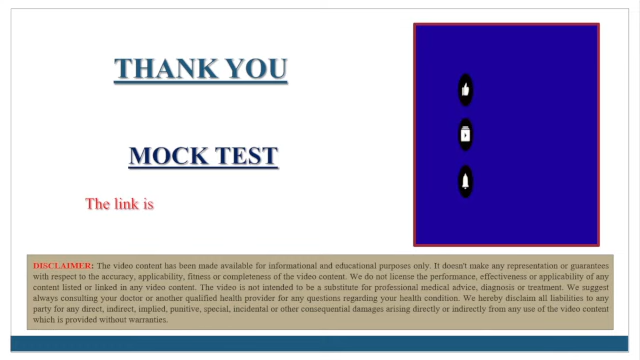 THANK YOU
MOCK TEST
The link is
DISCLAIMER: The video content has been made available for informational and educational purposes only. It doesn't make any representation or guarantees
with respect to the accuracy, applicability, fitness or completeness of the video content. We do not license the performance, effectiveness or applicability of any
content listed or linked in any video content. The video is not intended to be a substitute for professional medical advice, diagnosis or treatment. We suggest
always consulting your doctor or another qualified health provider for any questions regarding your health condition. We hereby disclaim all liabilities to any
party for any direct, indirect, implied, punitive, special, incidental or other consequential damages arising directly or indirectly from any use of the video content
which is provided without warranties.